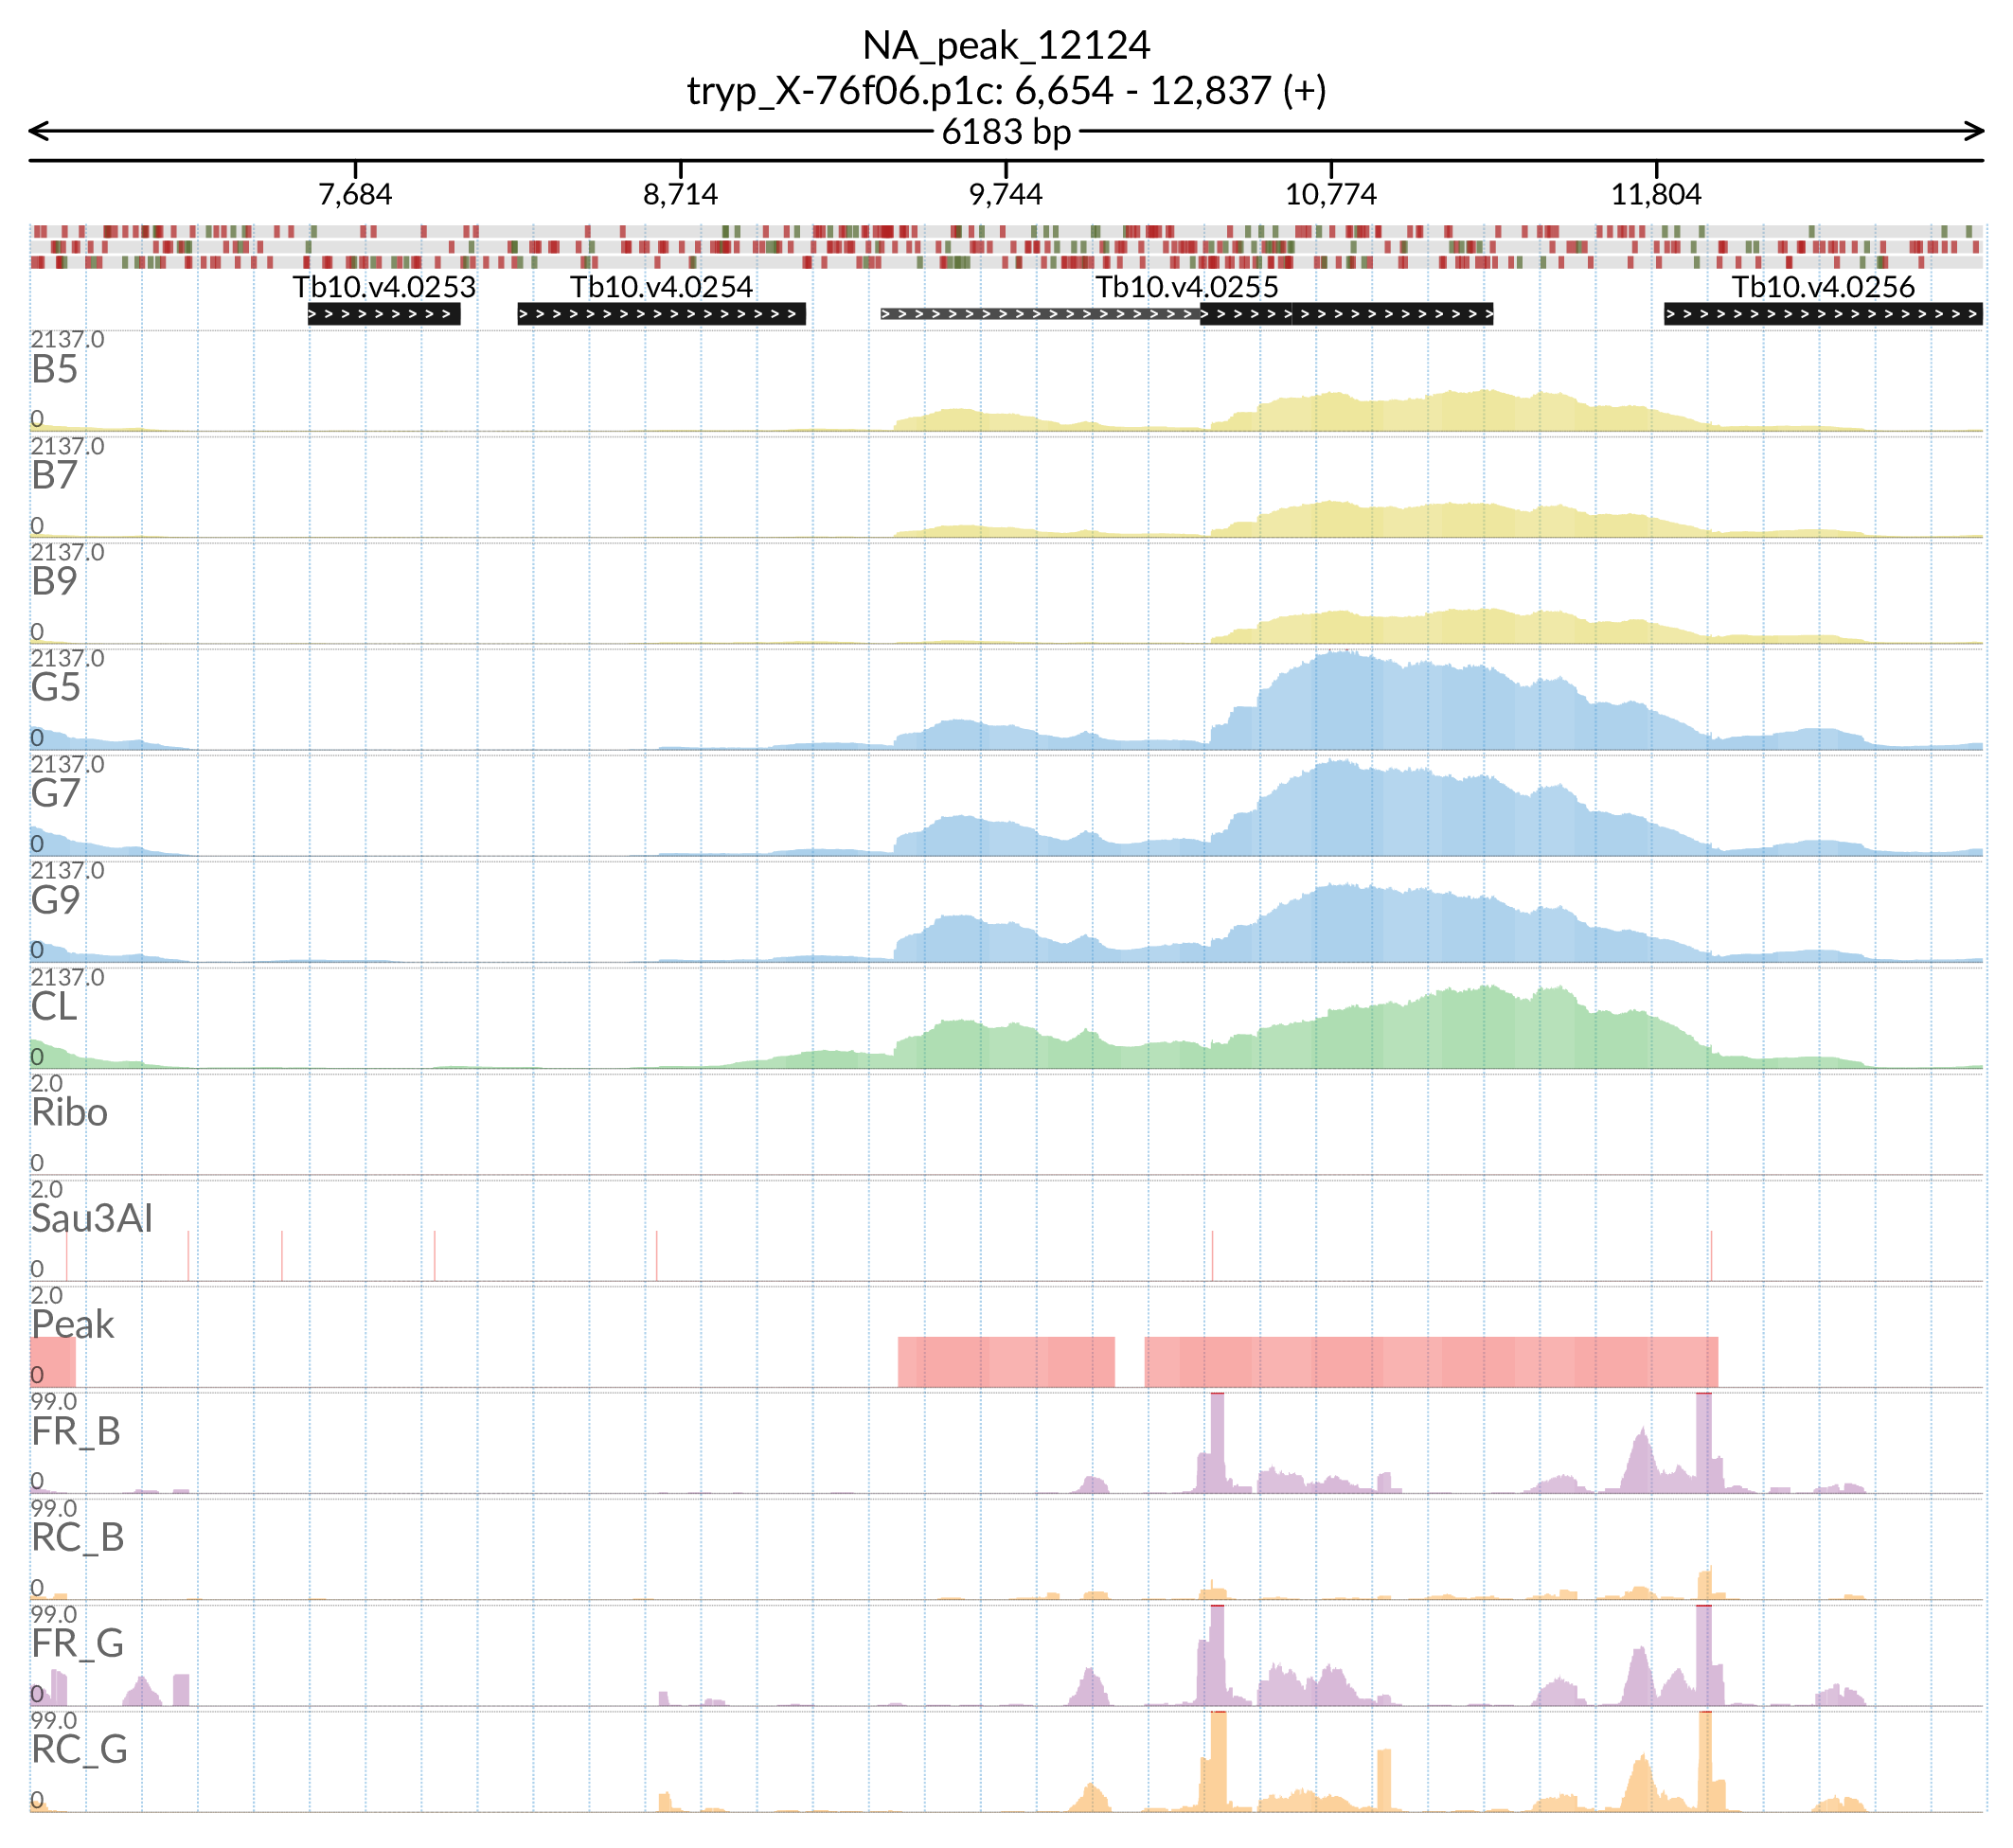 NA_peak_12124
tryp_X-76f06.p1c: 6,654 - 12,837 (+)
6183 bp
7,684 8,714 9,744 10,774 11,804
Tb10.v4.0253 Tb10.v4.0254 Tb10.v4.0255 Tb10.v4.0256
2137.0
B5
0
2137.0
B7
0
2137.0
B9
0
2137.0
G5
0
2137.0
G7
0
2137.0
G9
0
2137.0
CL
0
2.0
Ribo
0
2.0
Sau3AI
0
2.0
Peak
0
99.0
FR_B
0
99.0
RC_B
0
99.0
FR_G
0
99.0
RC_G
0